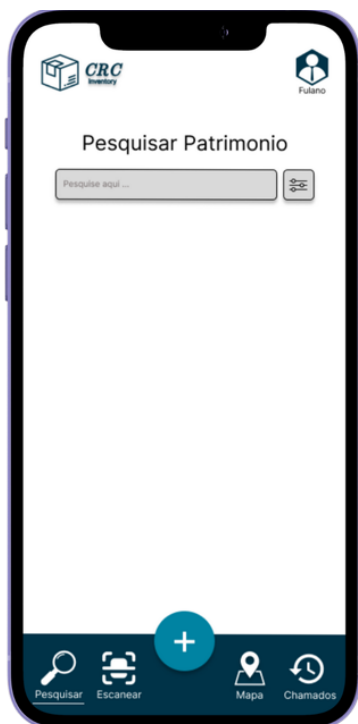 CRC
Inventory
Fulano
Pesquisar Patrimonio
Pesquise aqui ...
+
Pesquisar
Escanear
Mapa
Chamados